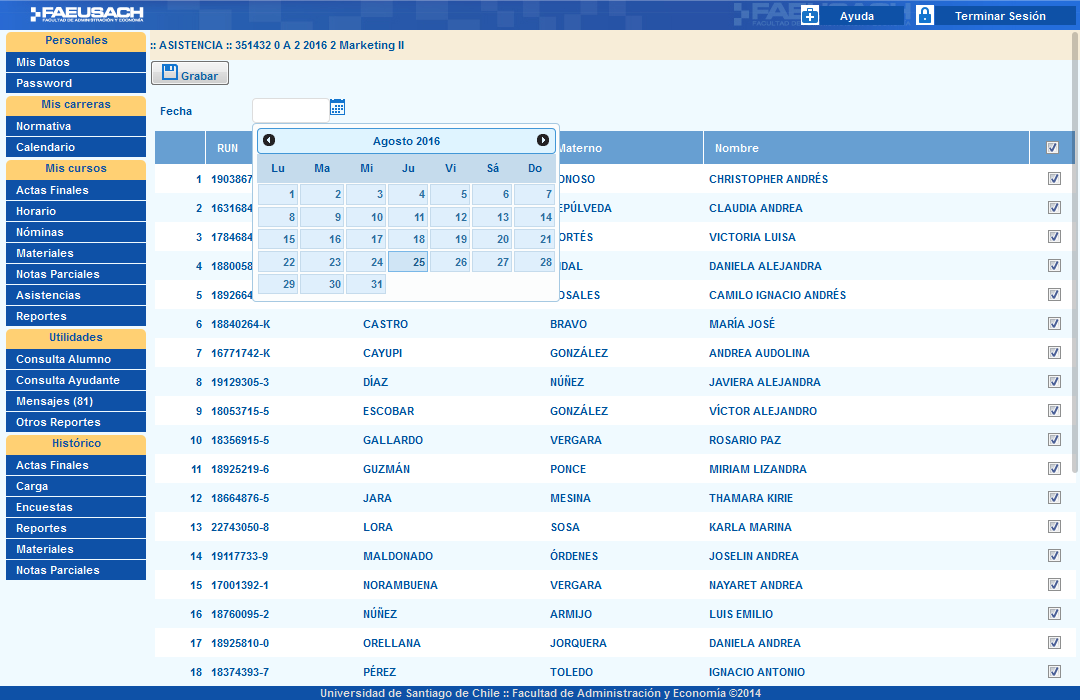 FAEUSACH
FACULTAD DE ADMINISTRACIÓN Y ECONOMÍA
Ayuda
Terminar Sesión
Personales
Mis Datos
Password
Mis carreras
Normativa
Calendario
Mis cursos
Actas Finales
Horario
Nóminas
Materiales
Notas Parciales
Asistencias
Reportes
Utilidades
Consulta Alumno
Consulta Ayudante
Mensajes (81)
Otros Reportes
Histórico
Actas Finales
Carga
Encuestas
Reportes
Materiales
Notas Parciales
:: ASISTENCIA :: 351432 0 A 2 2016 2 Marketing II
Grabar
Fecha
Agosto 2016
Lu Ma Mi Ju Vi Sá Do
1 2 3 4 5 6 7
8 9 10 11 12 13 14
15 16 17 18 19 20 21
22 23 24 25 26 27 28
29 30 31
RUN Materno Nombre
1 1903867 ONOSO CHRISTOPHER ANDRÉS
2 1631684 EPÚLVEDA CLAUDIA ANDREA
3 1784684 ORTÉS VICTORIA LUISA
4 1880058 IDAL DANIELA ALEJANDRA
5 1892664 OSALES CAMILO IGNACIO ANDRÉS
6 18840264-K CASTRO BRAVO MARÍA JOSÉ
7 16771742-K CAYUPI GONZÁLEZ ANDREA AUDOLINA
8 19129305-3 DÍAZ NÚÑEZ JAVIERA ALEJANDRA
9 18053715-5 ESCOBAR GONZÁLEZ VÍCTOR ALEJANDRO
10 18356915-5 GALLARDO VERGARA ROSARIO PAZ
11 18925219-6 GUZMÁN PONCE MIRIAM LIZANDRA
12 18664876-5 JARA MESINA THAMARA KIRIE
13 22743050-8 LORA SOSA KARLA MARINA
14 19117733-9 MALDONADO ÓRDENES JOSELIN ANDREA
15 17001392-1 NORAMBUENA VERGARA NAYARET ANDREA
16 18760095-2 NÚÑEZ ARMIJO LUIS EMILIO
17 18925810-0 ORELLANA JORQUERA DANIELA ANDREA
18 18374393-7 PÉREZ TOLEDO IGNACIO ANTONIO
Universidad de Santiago de Chile :: Facultad de Administración y Economía ©2014